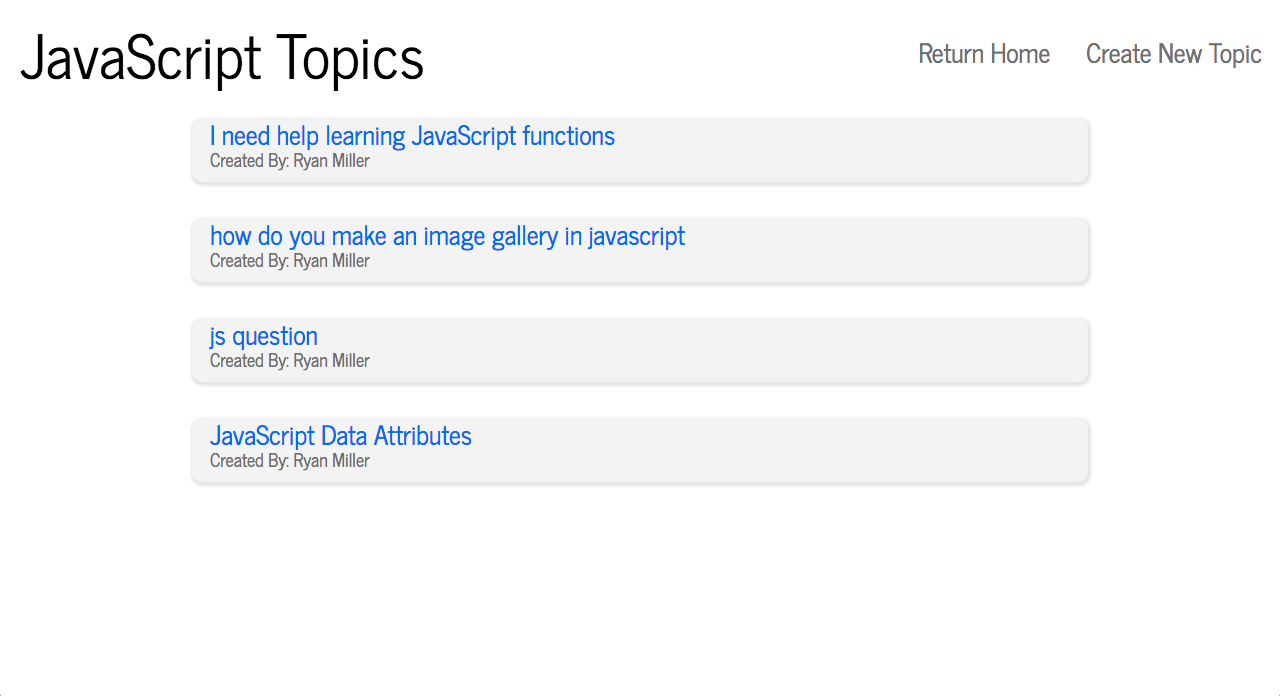 JavaScript Topics
Return Home
Create New Topic
I need help learning JavaScript functions
Created By: Ryan Miller
how do you make an image gallery in javascript
Created By: Ryan Miller
js question
Created By: Ryan Miller
JavaScript Data Attributes
Created By: Ryan Miller